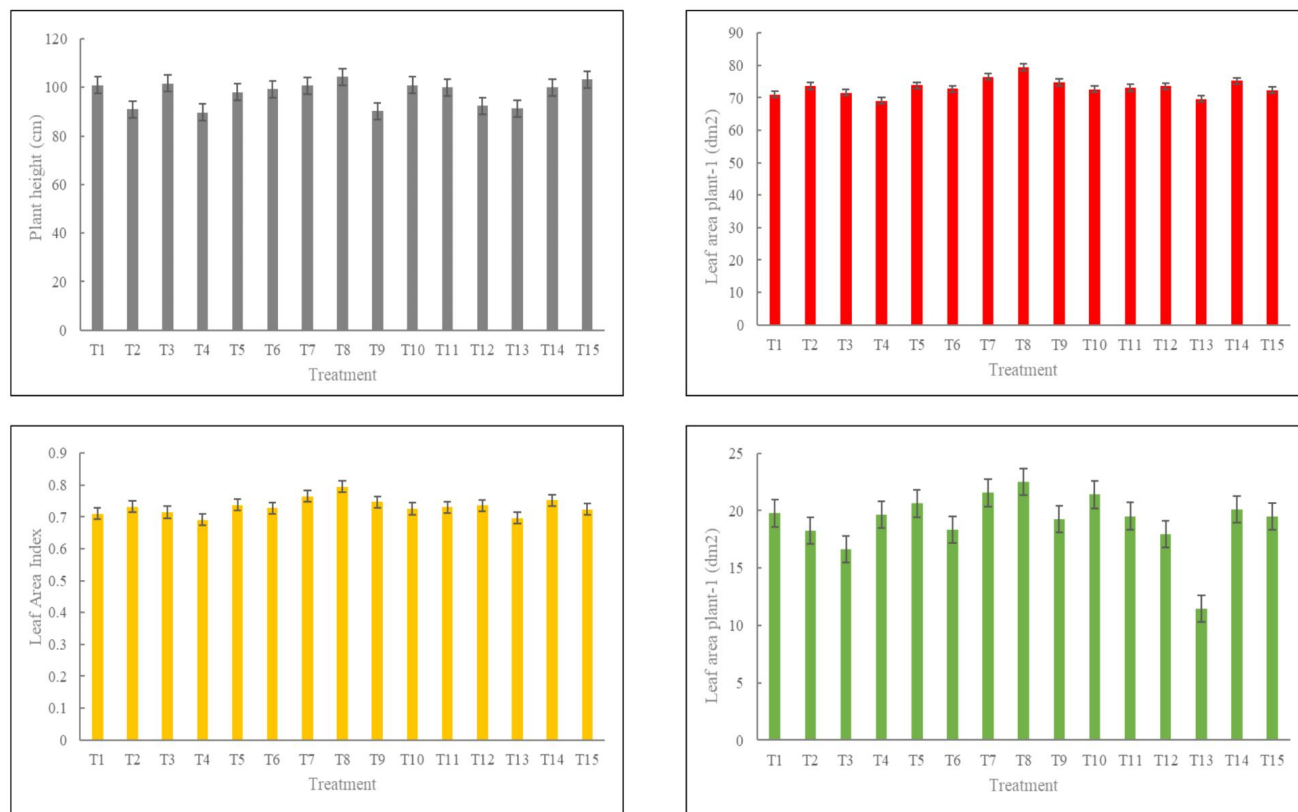 Plant height (cm)
120
100
80
60
40
20
0
T1 T2 T3 T4 T5 T6 T7 T8 T9 T10 T11 T12 T13 T14 T15
Treatment
Leaf area plant-1 (dm2)
90
80
70
60
50
40
30
20
10
0
T1 T2 T3 T4 T5 T6 T7 T8 T9 T10 T11 T12 T13 T14 T15
Treatment
Leaf Area Index
0.9
0.8
0.7
0.6
0.5
0.4
0.3
0.2
0.1
0
T1 T2 T3 T4 T5 T6 T7 T8 T9 T10 T11 T12 T13 T14 T15
Treatment
Leaf area plant-1 (dm2)
25
20
15
10
5
0
T1 T2 T3 T4 T5 T6 T7 T8 T9 T10 T11 T12 T13 T14 T15
Treatment